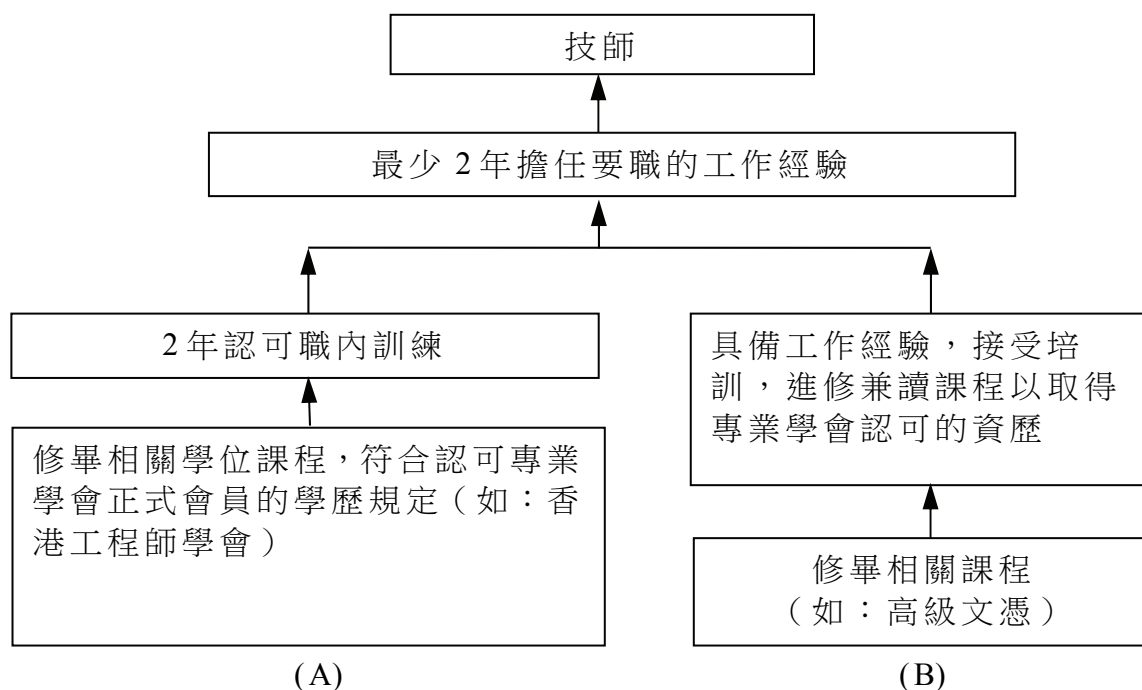 技師
最少 2 年擔任要職的工作經驗
2 年認可職內訓練
修畢相關學位課程，符合認可專業
學會正式會員的學歷規定（如：香
港工程師學會）
(A)
具備工作經驗，接受培
訓，進修兼讀課程以取得
專業學會認可的資歷
修畢相關課程
（如：高級文憑）
(B)